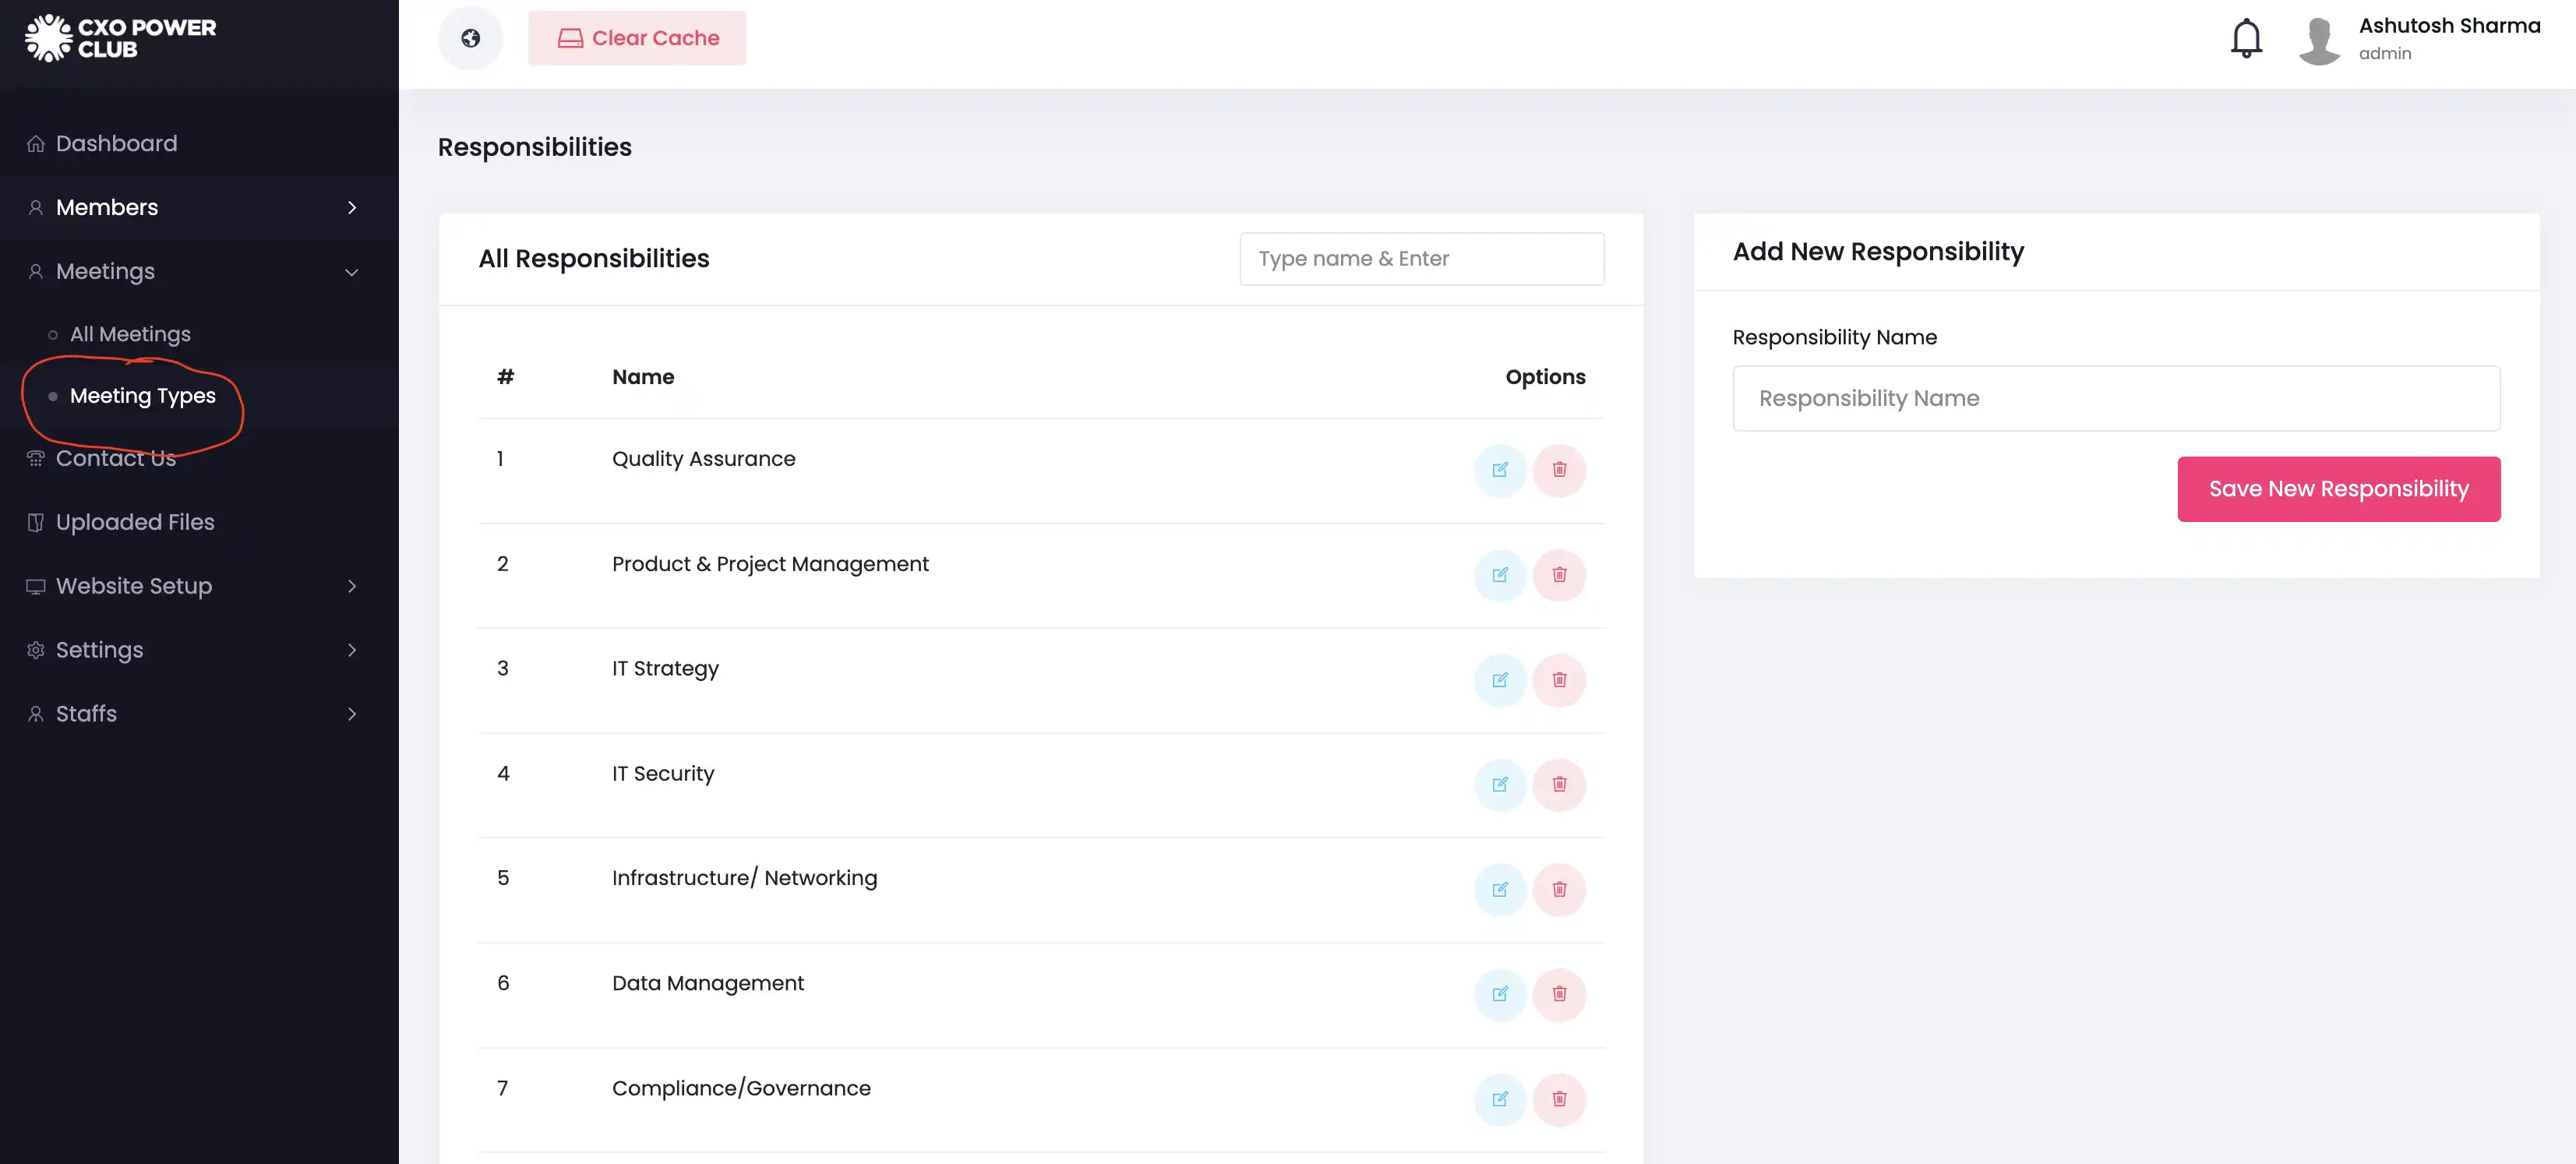 CXO POWER
CLUB
Clear Cache
Ashutosh Sharma
admin
Dashboard
Members
Meetings
All Meetings
Meeting Types
Contact Us
Uploaded Files
Website Setup
Settings
Staffs
Responsibilities
All Responsibilities
Type name & Enter
# Name Options
1 Quality Assurance
2 Product & Project Management
3 IT Strategy
4 IT Security
5 Infrastructure/ Networking
6 Data Management
7 Compliance/Governance
Add New Responsibility
Responsibility Name
Responsibility Name
Save New Responsibility